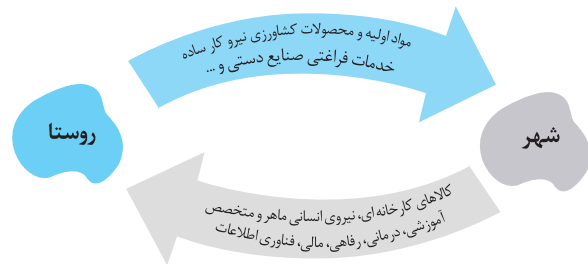 مواد اولیه و محصولات کشاورزی نیرو کار ساده
خدمات فراغتی صنایع دستی و ...
روستا
شهر
کالاهای کارخانه ای، نیروی انسانی ماهر و متخصص
آموزشی، درمانی، رفاهی، مالی، فناوری اطلاعات